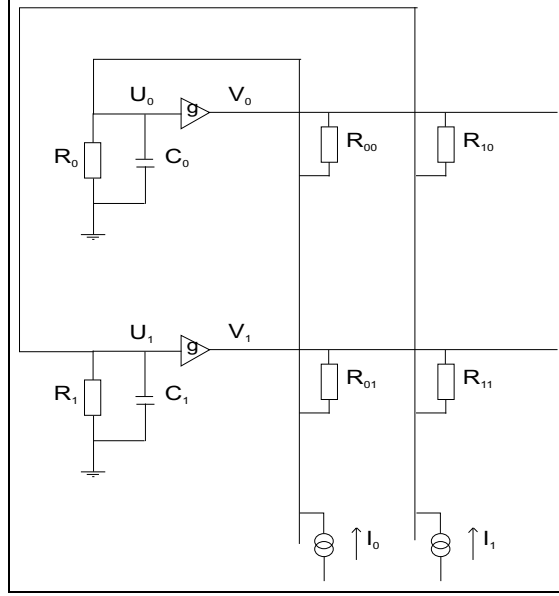 U₀ g V₀
R₀ C₀ R₀₀ R₁₀
U₁ g V₁
R₁ C₁ R₀₁ R₁₁
I₀ I₁